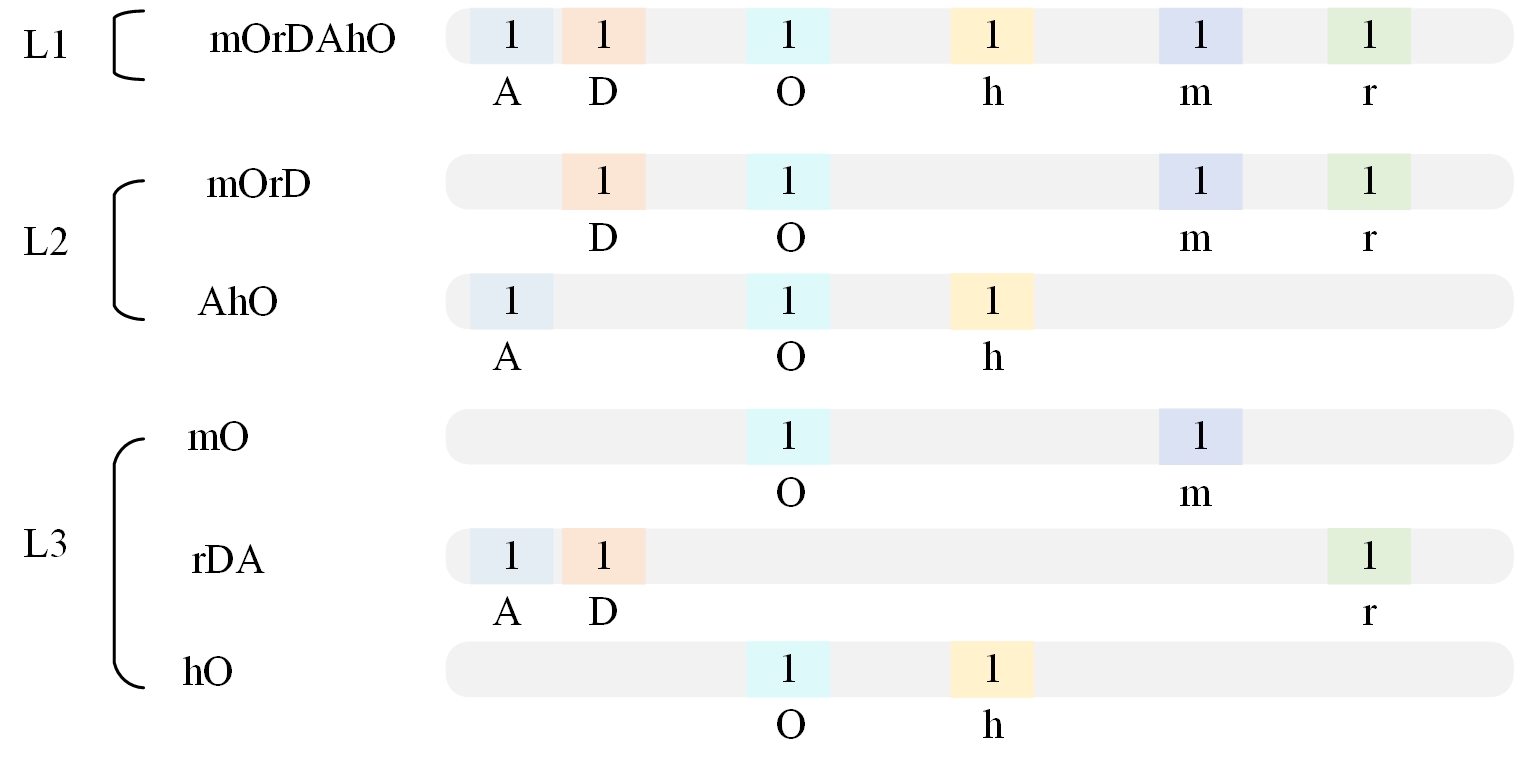 L1 mOrDAhO 1 1 1 1 1 1
A D O h m r
L2
mOrD 1 1 1 1
D O m r
AhO 1 1 1
A O h
L3
mO 1 1
O m
rDA 1 1 1
A D r
hO 1 1
O h